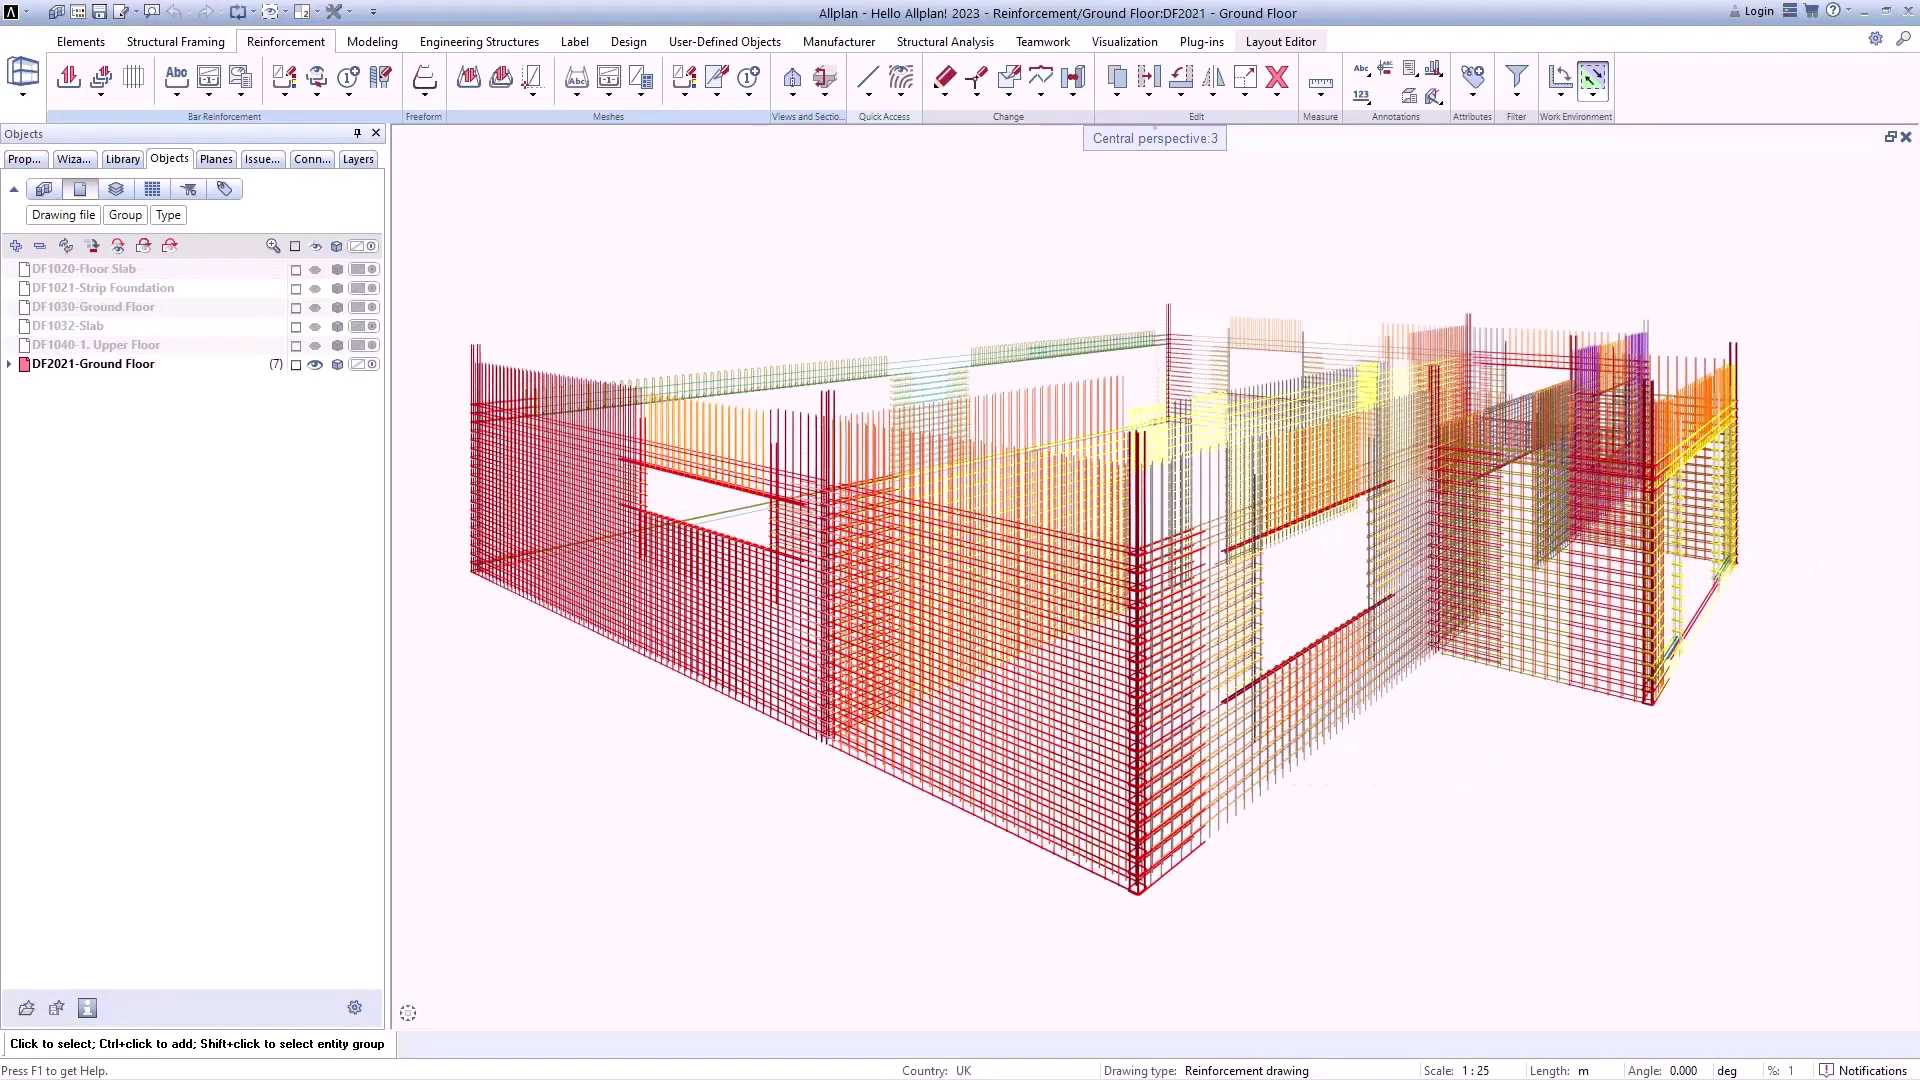 Allplan - Hello Allplan! 2023 - Reinforcement/Ground Floor:DF2021 - Ground Floor
Login
Elements Structural Framing Reinforcement Modeling Engineering Structures Label Design User-Defined Objects Manufacturer Structural Analysis Teamwork Visualization Plug-ins Layout Editor
Abc
Abc
Abc
123
Bar Reinforcement Freeform Meshes Views and Sectio... Quick Access Change Edit Measure Annotations Attributes Filter Work Environment
Objects
Central perspective:3
Prop... Wiza... Library Objects Planes Issue... Conn... Layers
Drawing file Group Type
DF1020-Floor Slab
DF1021-Strip Foundation
DF1030-Ground Floor
DF1032-Slab
DF1040-1. Upper Floor
DF2021-Ground Floor (7)
Click to select; Ctrl+click to add; Shift+click to select entity group
Press F1 to get Help. Country: UK Drawing type: Reinforcement drawing Scale: 1 : 25 Length: m Angle: 0.000 deg %: 1 Notifications